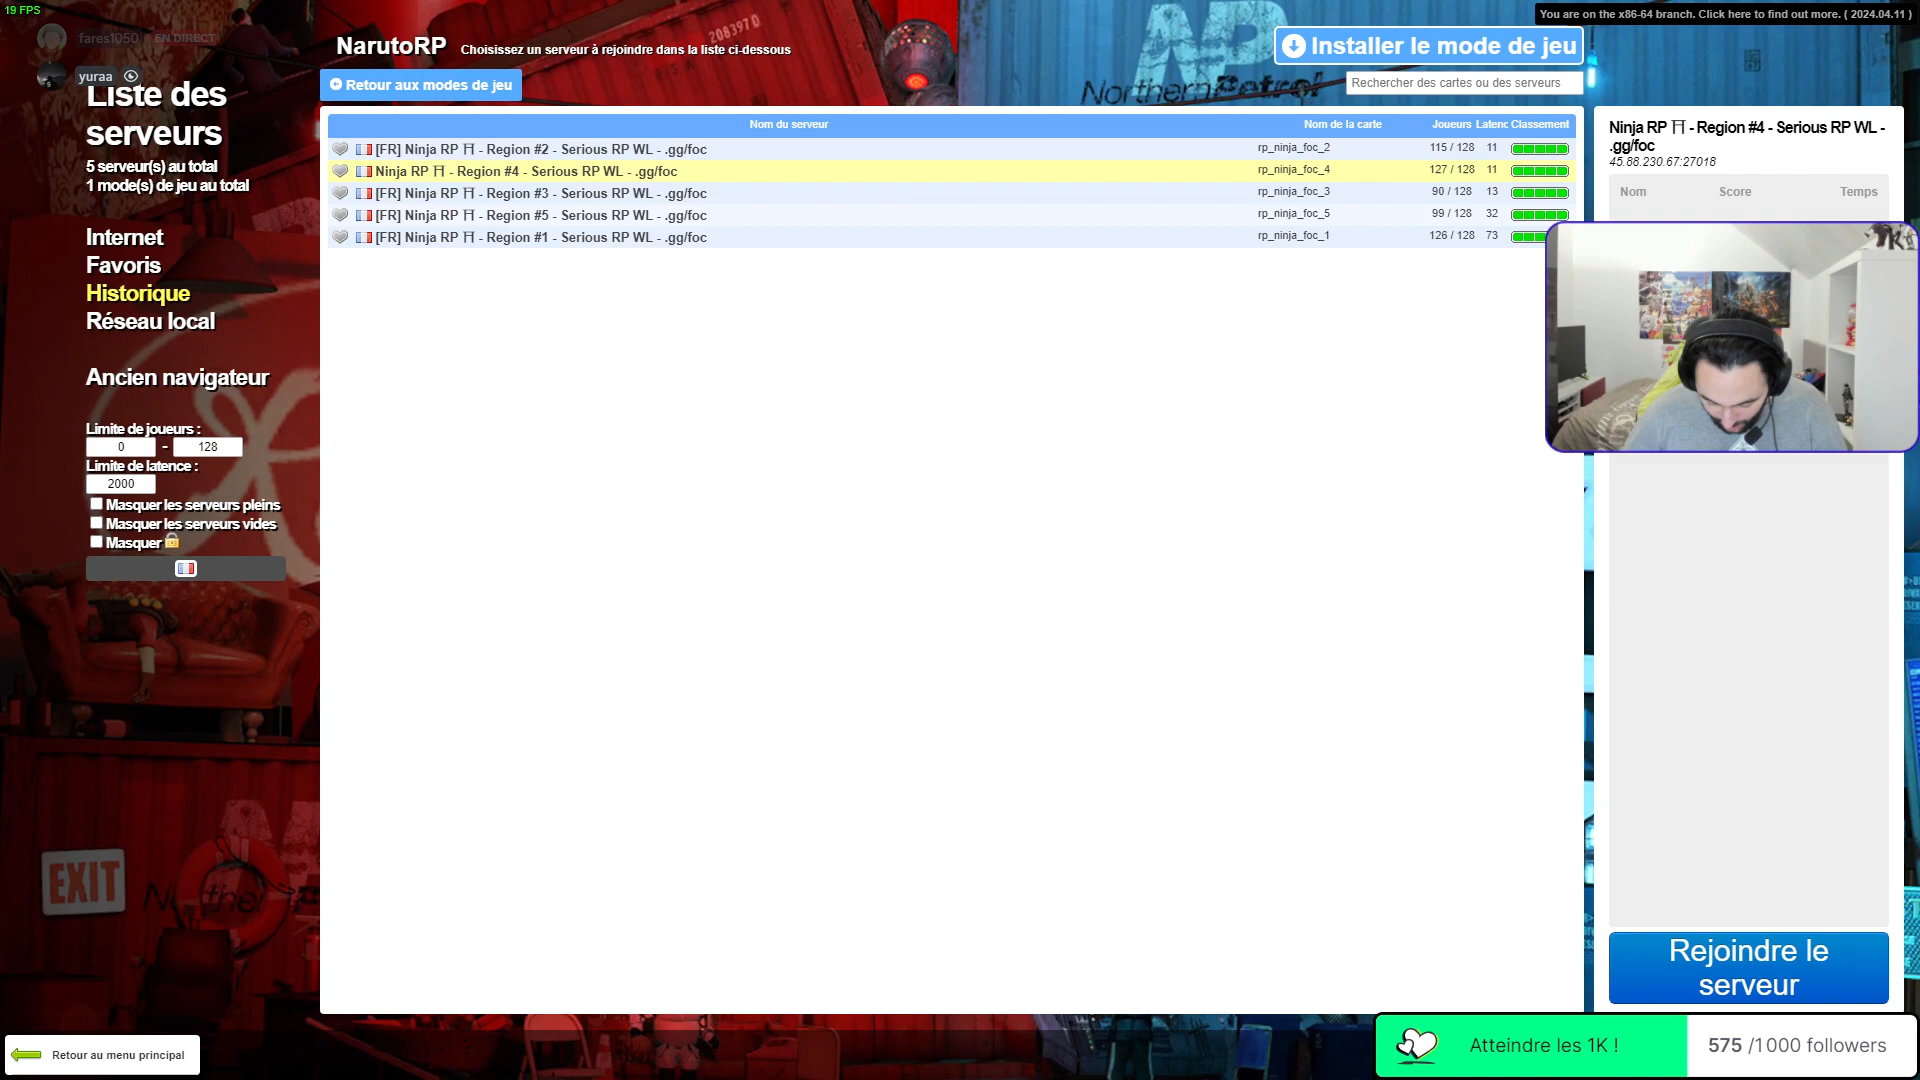 19 FPS
You are on the x86-64 branch. Click here to find out more. ( 2024.04.11 )
fares1050 EN DIRECT
yuraa
Liste des
serveurs
5 serveur(s) au total
1 mode(s) de jeu au total
Internet
Favoris
Historique
Réseau local
Ancien navigateur
Limite de joueurs :
0 - 128
Limite de latence :
2000
Masquer les serveurs pleins
Masquer les serveurs vides
Masquer
NarutoRP Choisissez un serveur à rejoindre dans la liste ci-dessous
Installer le mode de jeu
Retour aux modes de jeu
Rechercher des cartes ou des serveurs
2083970
AP
Northern Petrol
Nom du serveur Nom de la carte Joueurs Latenc Classement
[FR] Ninja RP ⛩ - Region #2 - Serious RP WL - .gg/foc rp_ninja_foc_2 115 / 128 11
Ninja RP ⛩ - Region #4 - Serious RP WL - .gg/foc rp_ninja_foc_4 127 / 128 11
[FR] Ninja RP ⛩ - Region #3 - Serious RP WL - .gg/foc rp_ninja_foc_3 90 / 128 13
[FR] Ninja RP ⛩ - Region #5 - Serious RP WL - .gg/foc rp_ninja_foc_5 99 / 128 32
[FR] Ninja RP ⛩ - Region #1 - Serious RP WL - .gg/foc rp_ninja_foc_1 126 / 128 73
Ninja RP ⛩ - Region #4 - Serious RP WL -
.gg/foc
45.88.230.67:27018
Nom Score Temps
Rejoindre le
serveur
EXIT
Retour au menu principal
Atteindre les 1K !
575 /1000 followers